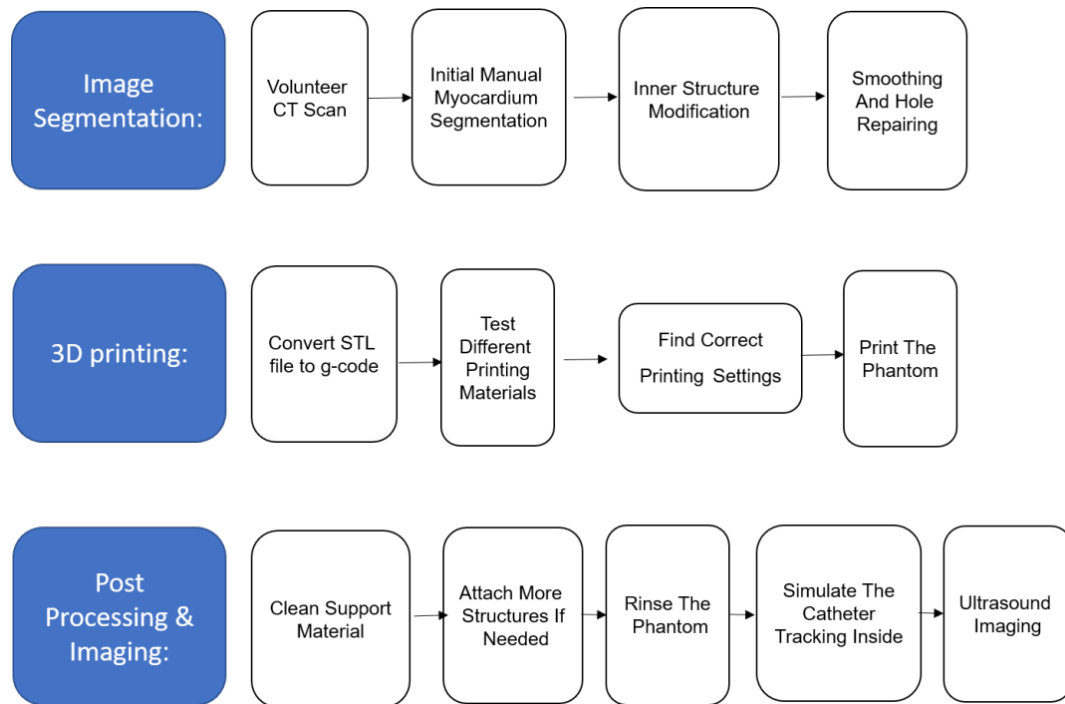 Image
Segmentation:
Volunteer
CT Scan
Initial Manual
Myocardium
Segmentation
Inner Structure
Modification
Smoothing
And Hole
Repairing
3D printing:
Convert STL
file to g-code
Test
Different
Printing
Materials
Find Correct
Printing Settings
Print The
Phantom
Post
Processing &
Imaging:
Clean Support
Material
Attach More
Structures If
Needed
Rinse The
Phantom
Simulate The
Catheter
Tracking Inside
Ultrasound
Imaging